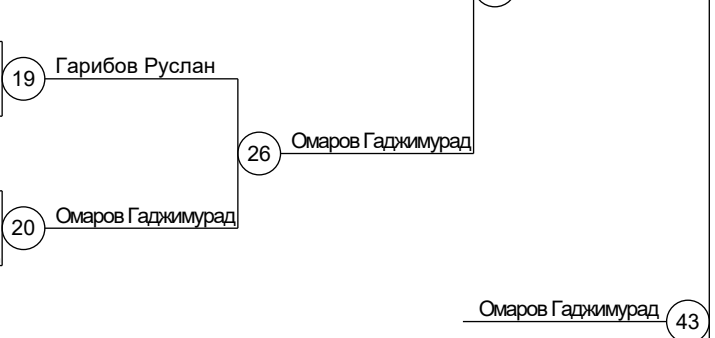 19 Гарибов Руслан
26 Омаров Гаджимурад
20 Омаров Гаджимурад
Омаров Гаджимурад 43